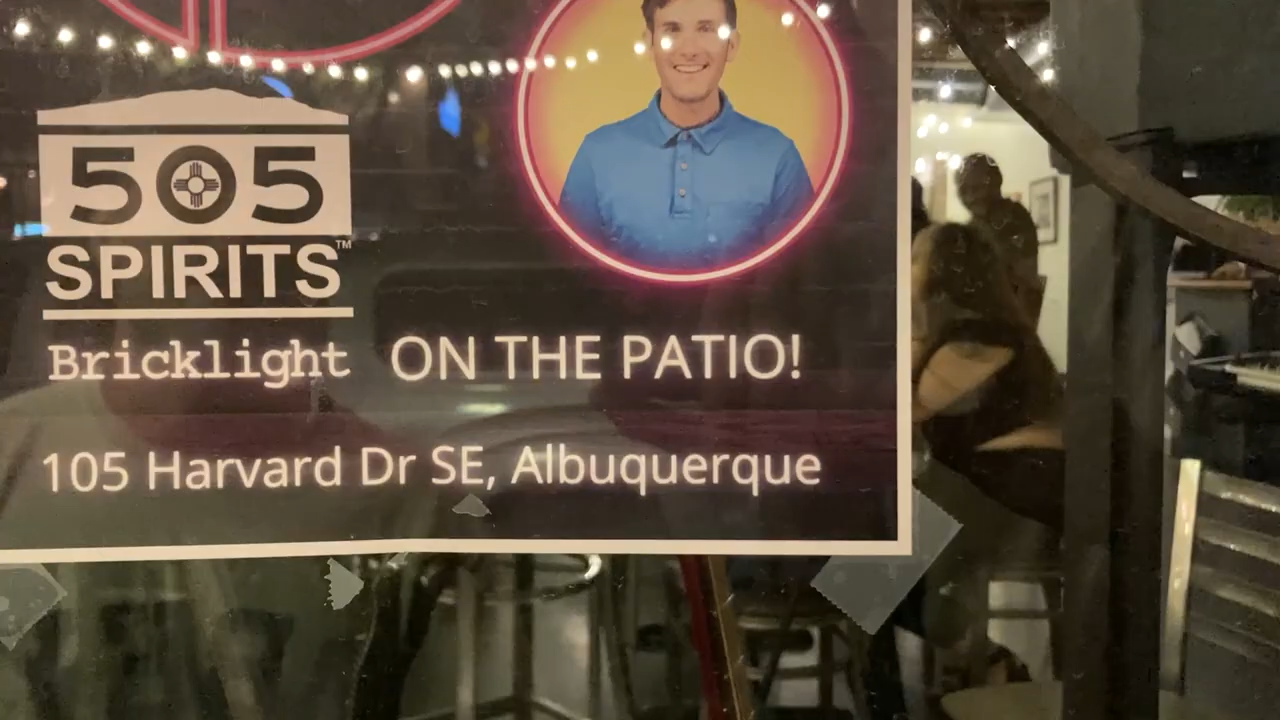 505
SPIRITS™
Bricklight ON THE PATIO!
105 Harvard Dr SE, Albuquerque